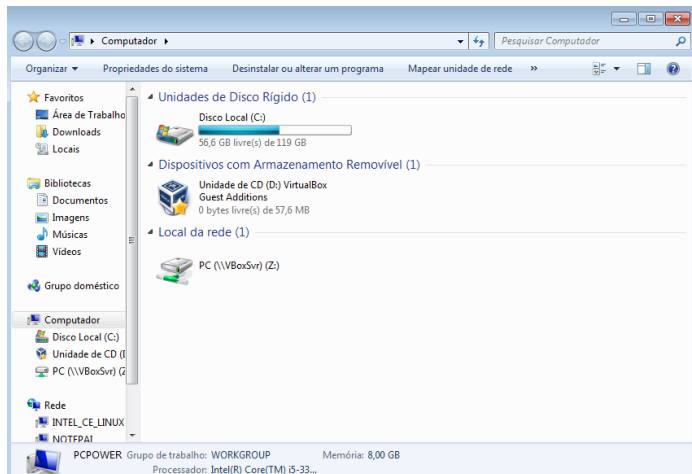 Computador
Pesquisar Computador
Organizar
Propriedades do sistema
Desinstalar ou alterar um programa
Mapear unidade de rede
»
Favoritos
Área de Trabalho
Downloads
Locais
Bibliotecas
Documentos
Imagens
Músicas
Vídeos
Grupo doméstico
Computador
Disco Local (C:)
Unidade de CD (D
PC (\\VBoxSvr) (Z
Rede
INTEL_CE_LINUX
NOTEPAI
Unidades de Disco Rígido (1)
Disco Local (C:)
56,6 GB livre(s) de 119 GB
Dispositivos com Armazenamento Removível (1)
Unidade de CD (D:) VirtualBox
Guest Additions
0 bytes livre(s) de 57,6 MB
Local da rede (1)
PC (\\VBoxSvr) (Z:)
PCPOWER Grupo de trabalho: WORKGROUP Memória: 8,00 GB
Processador: Intel(R) Core(TM) i5-33...